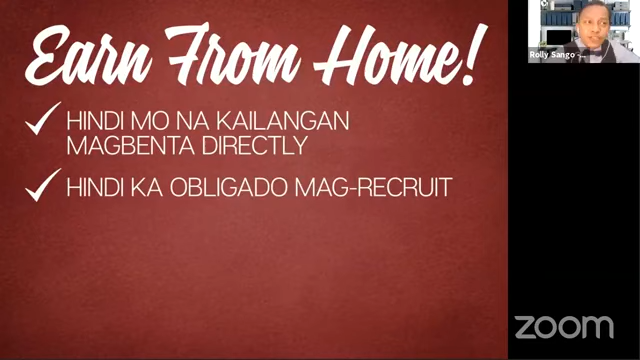 Earn From Home!
HINDI MO NA KAILANGAN
MAGBENTA DIRECTLY
HINDI KA OBLIGADO MAG-RECRUIT
Rolly Sango -...
zoom